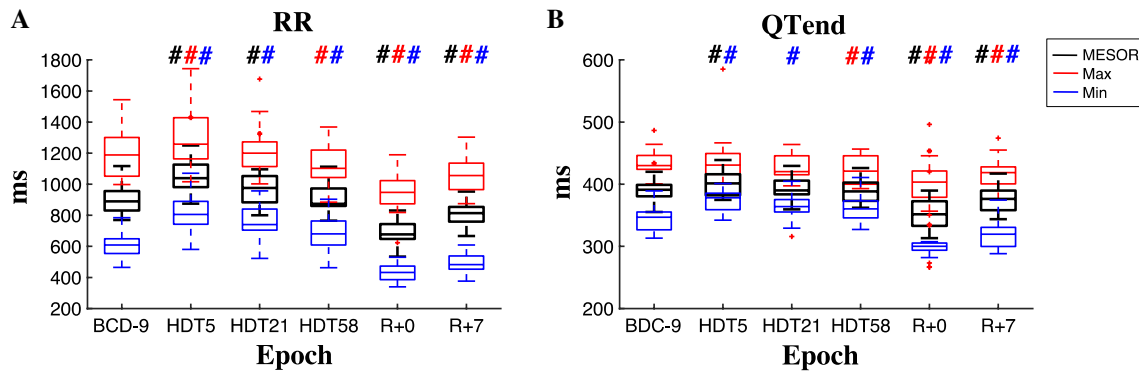 A
RR
# # # # # # # # # # # # #
1800
1600
1400
1200
1000
800
600
400
200
ms
BCD-9 HDT5 HDT21 HDT58 R+0 R+7
Epoch
B
QTend
# # # # # # # # # # #
600
500
400
300
200
ms
BDC-9 HDT5 HDT21 HDT58 R+0 R+7
Epoch
MESOR
Max
Min